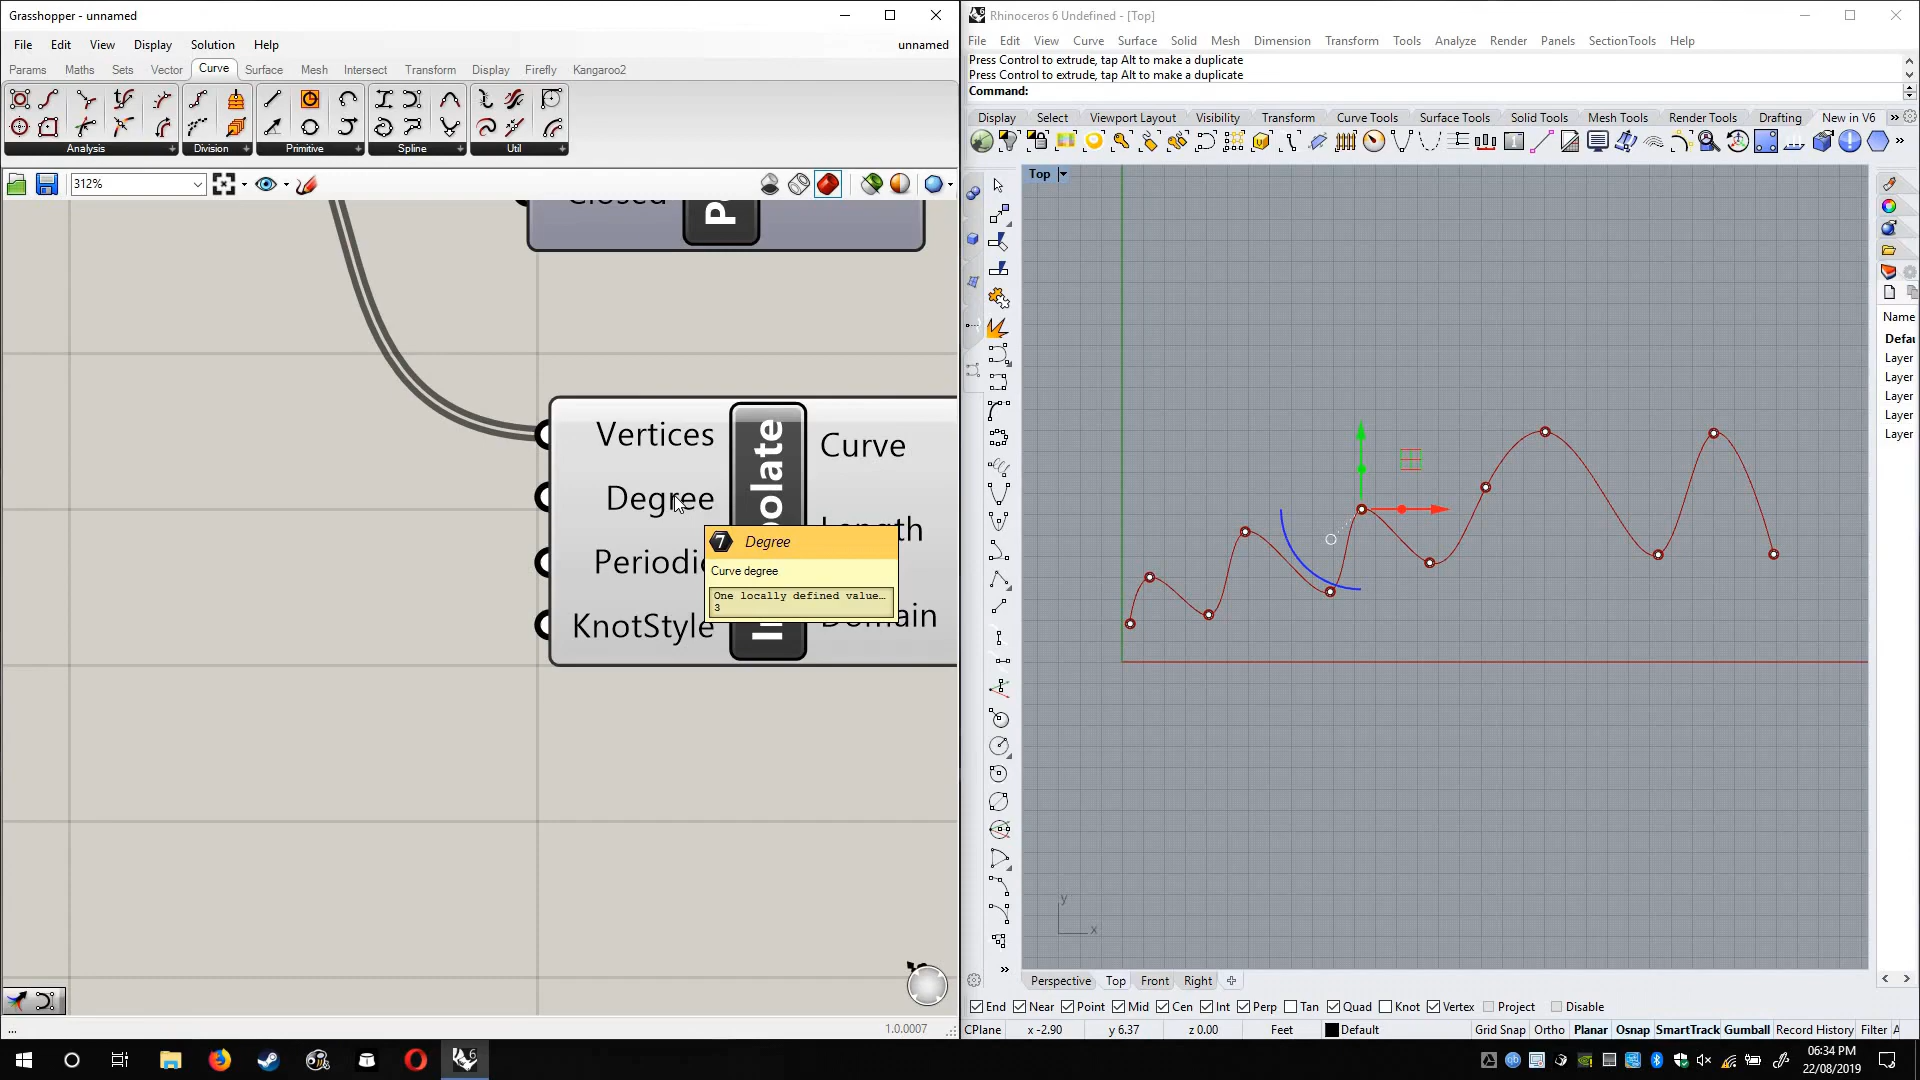 Grasshopper - unnamed
File Edit View Display Solution Help unnamed
Params Maths Sets Vector Curve Surface Mesh Intersect Transform Display Firefly Kangaroo2
Analysis Division Primitive Spline Util
312%
Closed
Vertices
Degree
Periodic
KnotStyle
Curve
Domain
7 Degree
Curve degree
One locally defined value…
3
...
1.0.0007
Rhinoceros 6 Undefined - [Top]
File Edit View Curve Surface Solid Mesh Dimension Transform Tools Analyze Render Panels SectionTools Help
Press Control to extrude, tap Alt to make a duplicate
Press Control to extrude, tap Alt to make a duplicate
Command:
Display Select Viewport Layout Visibility Transform Curve Tools Surface Tools Solid Tools Mesh Tools Render Tools Drafting New in V6
Top
Name
Defau
Layer
Layer
Layer
Layer
Layer
y
x
Perspective Top Front Right
End Near Point Mid Cen Int Perp Tan Quad Knot Vertex Project Disable
CPlane x -2.90 y 6.37 z 0.00 Feet Default Grid Snap Ortho Planar Osnap SmartTrack Gumball Record History Filter A
06:34 PM
22/08/2019